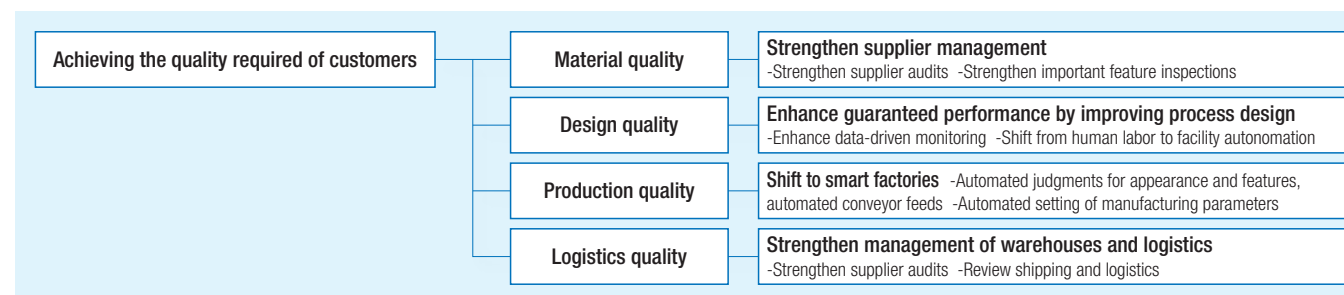 Achieving the quality required of customers
Material quality
Strengthen supplier management
-Strengthen supplier audits -Strengthen important feature inspections
Design quality
Enhance guaranteed performance by improving process design
-Enhance data-driven monitoring -Shift from human labor to facility autonomation
Production quality
Shift to smart factories -Automated judgments for appearance and features,
automated conveyor feeds -Automated setting of manufacturing parameters
Logistics quality
Strengthen management of warehouses and logistics
-Strengthen supplier audits -Review shipping and logistics